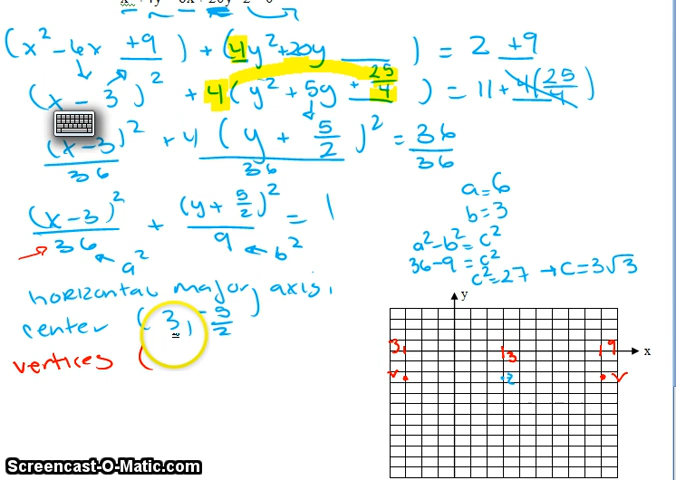 (x² - 6x +9 ) + (4y² + 20y ___ ) = 2 +9
(x - 3)² + 4(y² + 5y + 25/4 ) = 11 + 4(25/4)
(x-3)²/36 + 4(y + 5/2)²/36 = 36/36
(x-3)²/36 + (y + 5/2)²/9 = 1
a² b²
a=6
b=3
a²-b²=c²
36-9=c²
c²=27 → c=3√3
horizontal major axis,
center (3, -5/2)
vertices (
y
x
3 3 9
v -2 v
Screencast-O-Matic.com